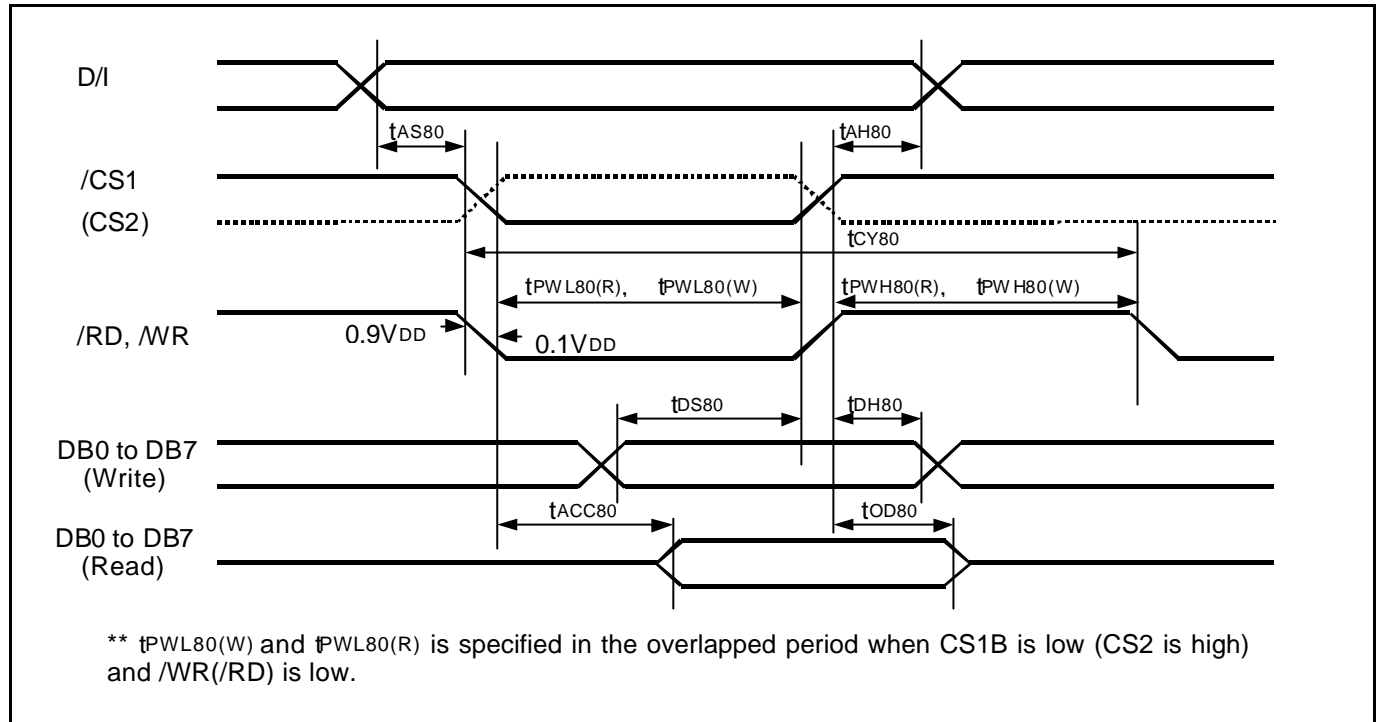 D/I
tAS80
tAH80
/CS1
(CS2)
tCY80
tPWL80(R), tPWL80(W)
tPWH80(R), tPWH80(W)
/RD, /WR
0.9VDD
0.1VDD
tDS80
tDH80
DB0 to DB7
(Write)
tACC80
tOD80
DB0 to DB7
(Read)
** tPWL80(W) and tPWL80(R) is specified in the overlapped period when CS1B is low (CS2 is high)
and /WR(/RD) is low.